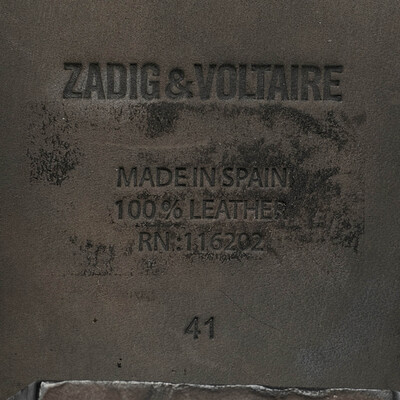 ZADIG & VOLTAIRE
MADE IN SPAIN
100% LEATHER
RN.:116202
41